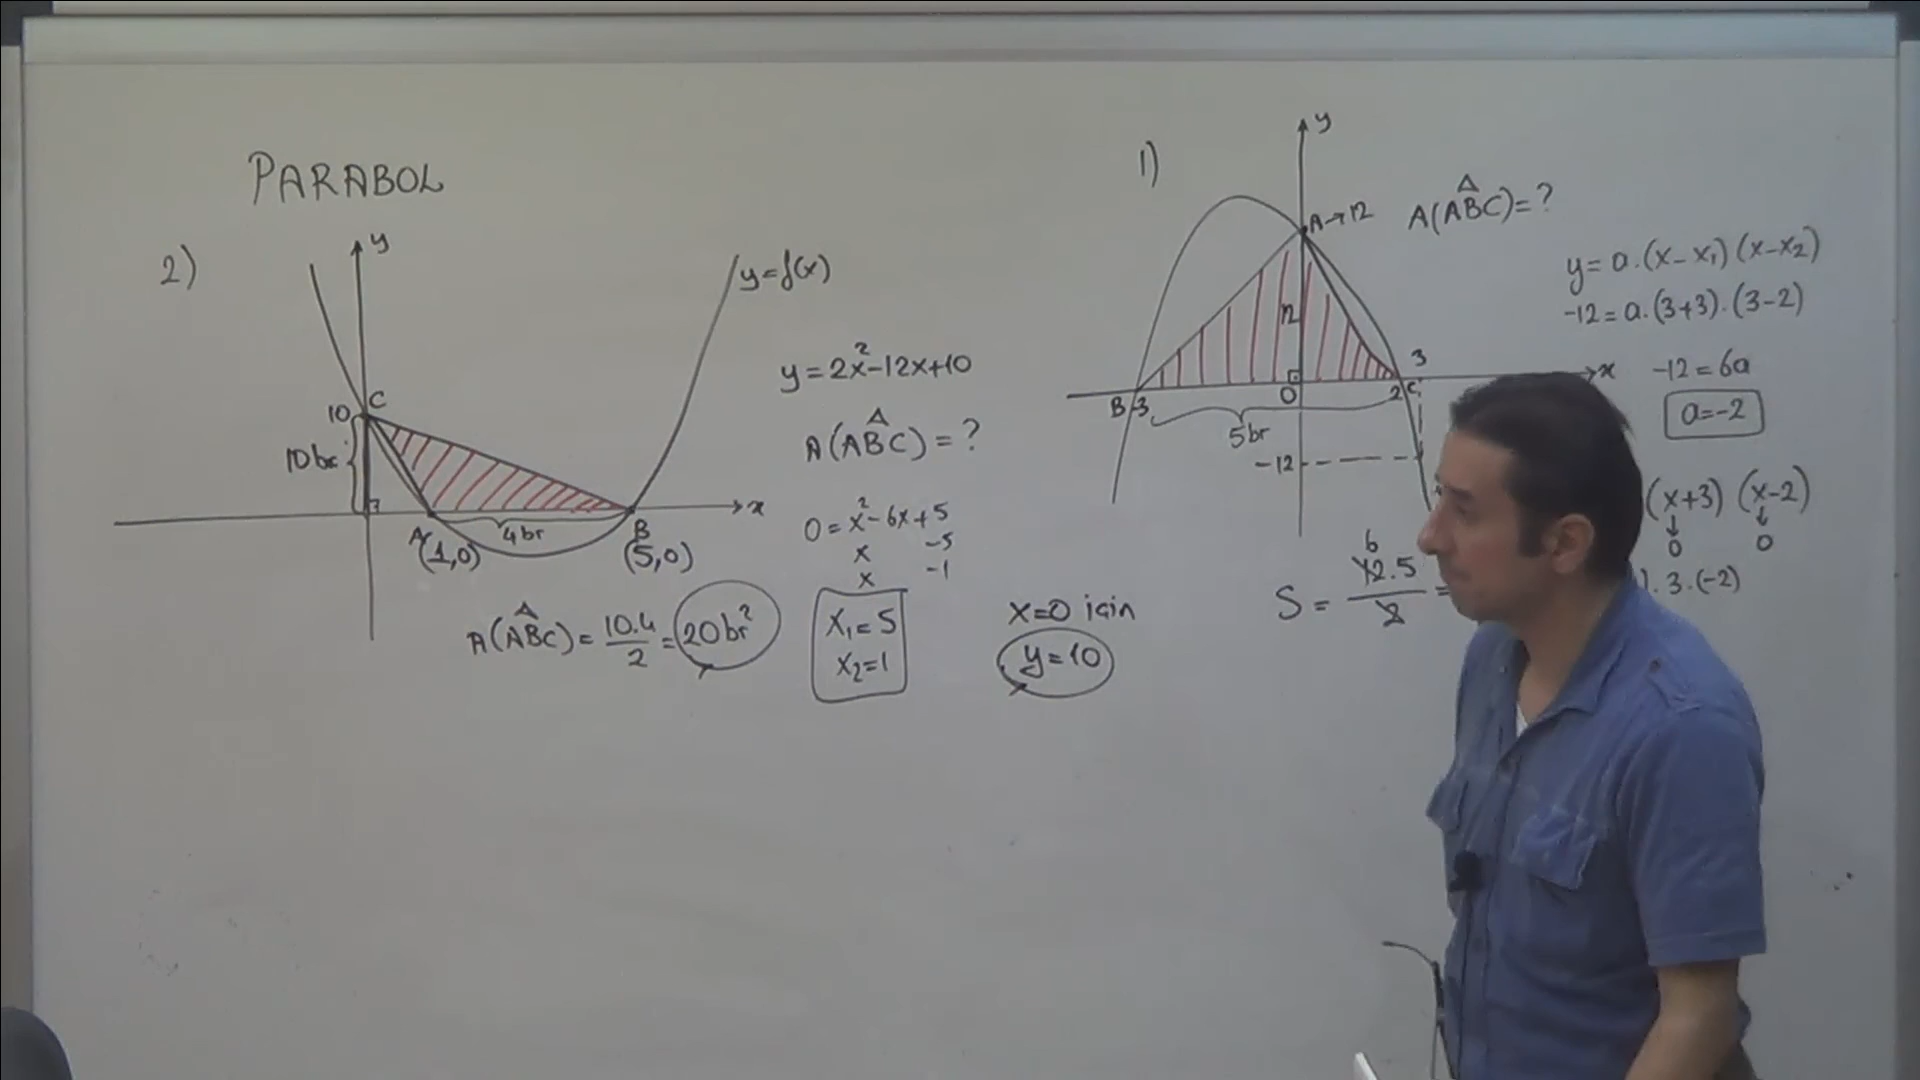 PARABOL
2)
y
y=f(x)
C
10
10br
x
A
(1,0)
4br
B
(5,0)
y=2x²-12x+10
A(ABC)=?
0=x²-6x+5
x -5
x -1
x₁=5
x₂=1
A(ABC)=10.4/2=20br²
x=0 için
y=10
1)
y
A→12
A(ABC)=?
12
3
x
B -3
O
2 C
5br
-12
y=a.(x-x₁)(x-x₂)
-12=a.(3+3).(3-2)
-12=6a
a=-2
(x+3)(x-2)
0 0
.3.(-2)
6
S=12.5/2=